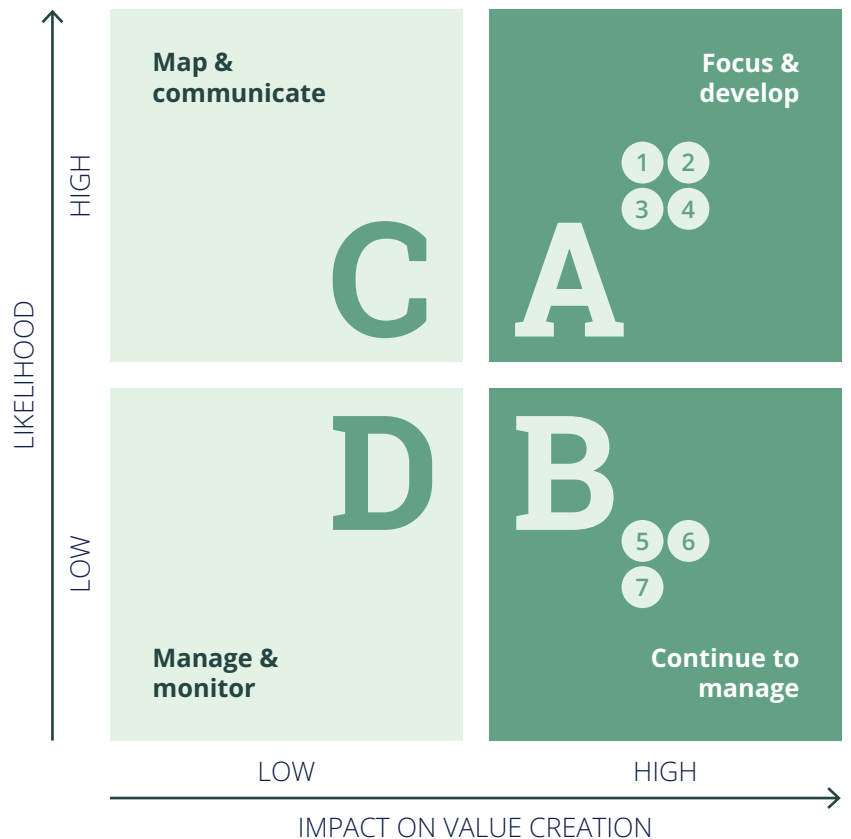 Map &
communicate
C
Focus &
develop
1 2
3 4
A
D
Manage &
monitor
B
5 6
7
Continue to
manage
HIGH
LOW
LIKELIHOOD
LOW
HIGH
IMPACT ON VALUE CREATION